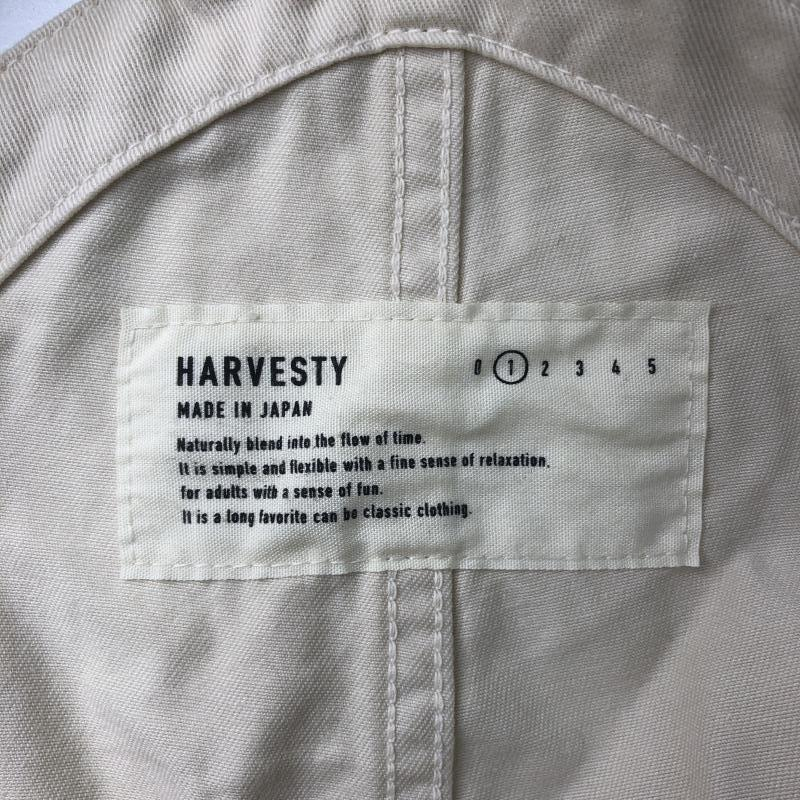 HARVESTY 0 1 2 3 4 5
MADE IN JAPAN
Naturally blend into the flow of time.
It is simple and flexible with a fine sense of relaxation.
for adults with a sense of fun.
It is a long favorite can be classic clothing.